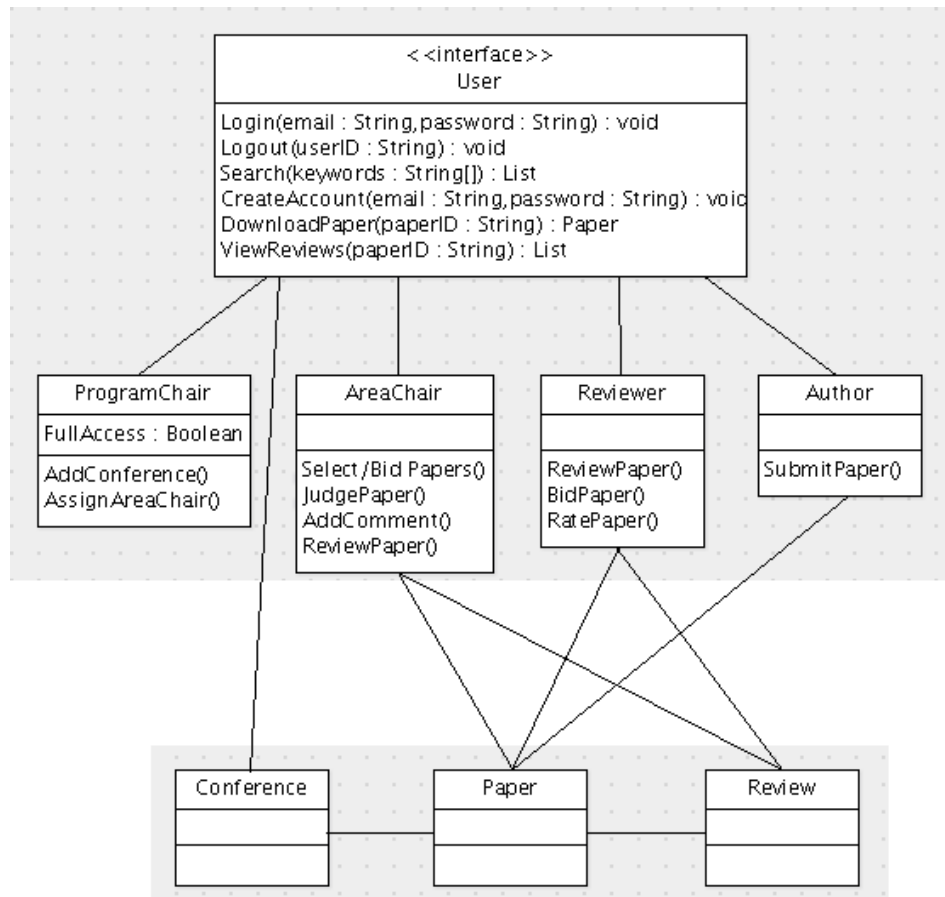 <<interface>>
User
Login(email : String,password : String) : void
Logout(userID : String) : void
Search(keywords : String[]) : List
CreateAccount(email : String,password : String) : void
DownloadPaper(paperID : String) : Paper
ViewReviews(paperID : String) : List
ProgramChair
FullAccess : Boolean
AddConference()
AssignAreaChair()
AreaChair
Select/Bid Papers()
JudgePaper()
AddComment()
ReviewPaper()
Reviewer
ReviewPaper()
BidPaper()
RatePaper()
Author
SubmitPaper()
Conference
Paper
Review